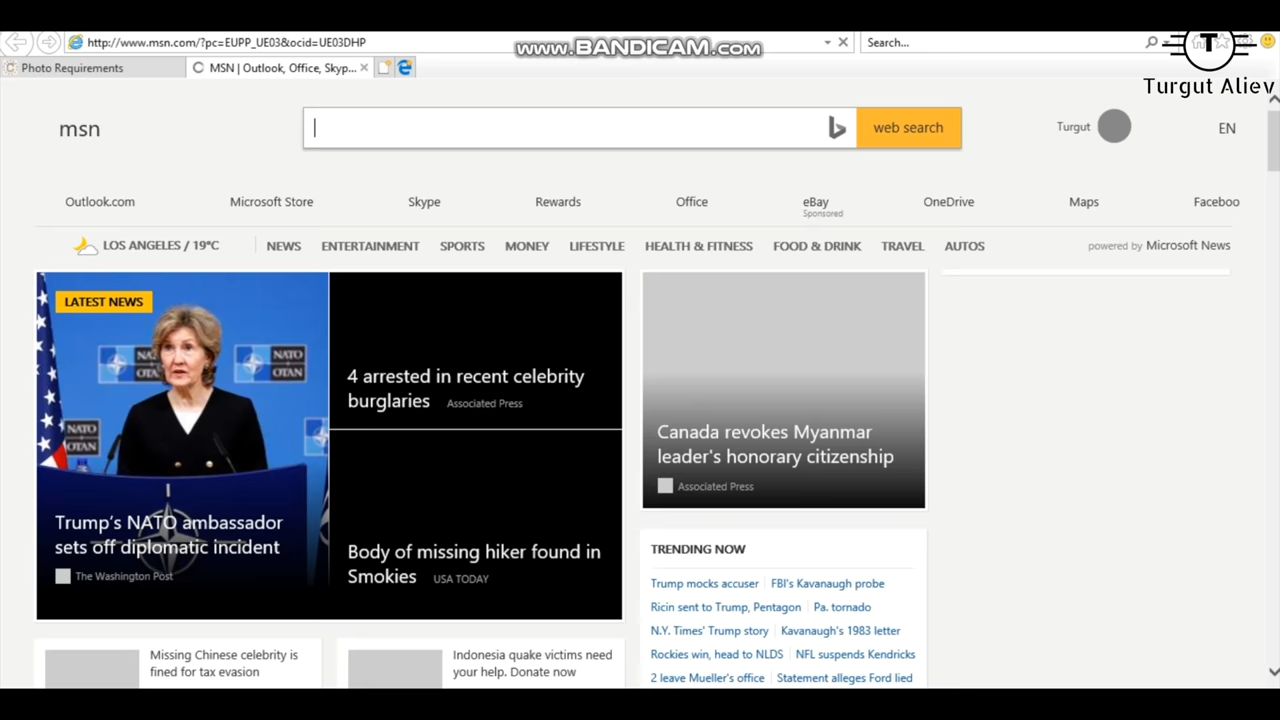 http://www.msn.com/?pc=EUPP_UE03&ocid=UE03DHP
www.BANDICAM.com
Search...
T
Turgut Aliev
Photo Requirements
MSN | Outlook, Office, Skyp...
msn
web search
Turgut
EN
Outlook.com
Microsoft Store
Skype
Rewards
Office
eBay
Sponsored
OneDrive
Maps
Faceboo
LOS ANGELES / 19°C
NEWS
ENTERTAINMENT
SPORTS
MONEY
LIFESTYLE
HEALTH & FITNESS
FOOD & DRINK
TRAVEL
AUTOS
powered by Microsoft News
LATEST NEWS
NATO
OTAN
Trump's NATO ambassador
sets off diplomatic incident
The Washington Post
4 arrested in recent celebrity
burglaries Associated Press
Body of missing hiker found in
Smokies USA TODAY
Canada revokes Myanmar
leader's honorary citizenship
Associated Press
TRENDING NOW
Trump mocks accuser FBI's Kavanaugh probe
Ricin sent to Trump, Pentagon Pa. tornado
N.Y. Times' Trump story Kavanaugh's 1983 letter
Rockies win, head to NLDS NFL suspends Kendricks
2 leave Mueller's office Statement alleges Ford lied
Missing Chinese celebrity is
fined for tax evasion
Indonesia quake victims need
your help. Donate now